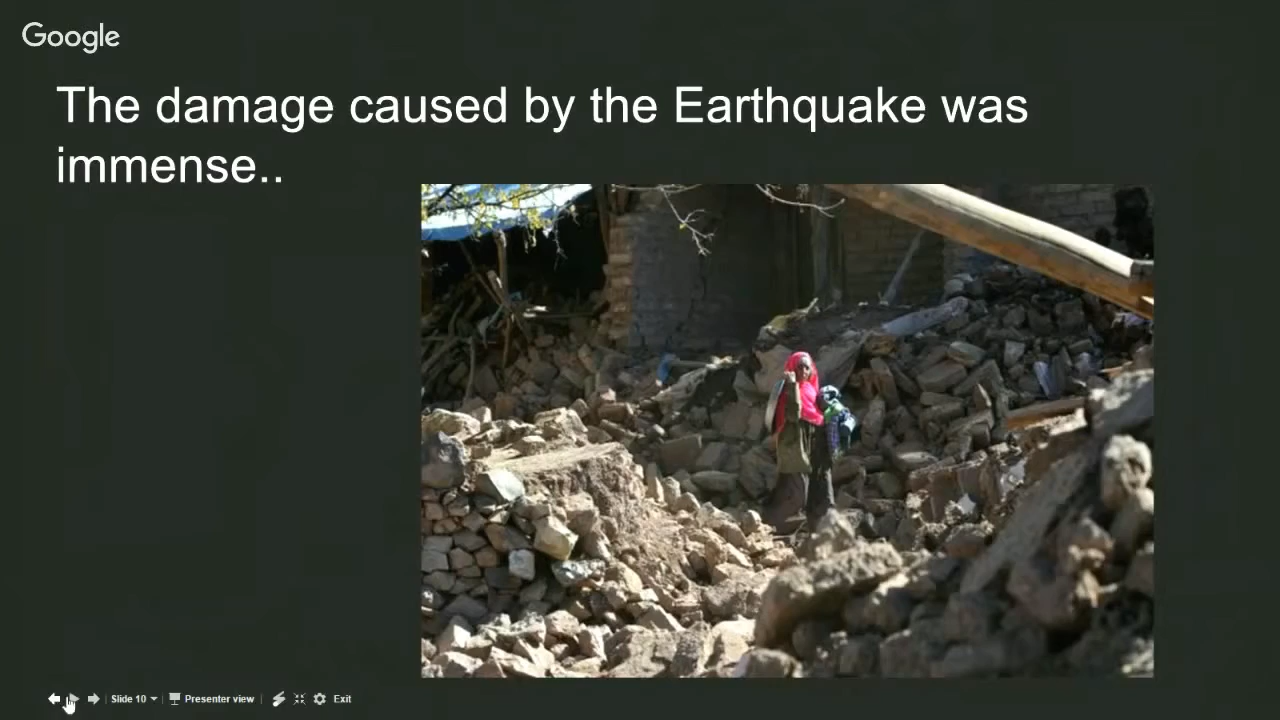 Google
The damage caused by the Earthquake was
immense..
Slide 10
Presenter view
Exit